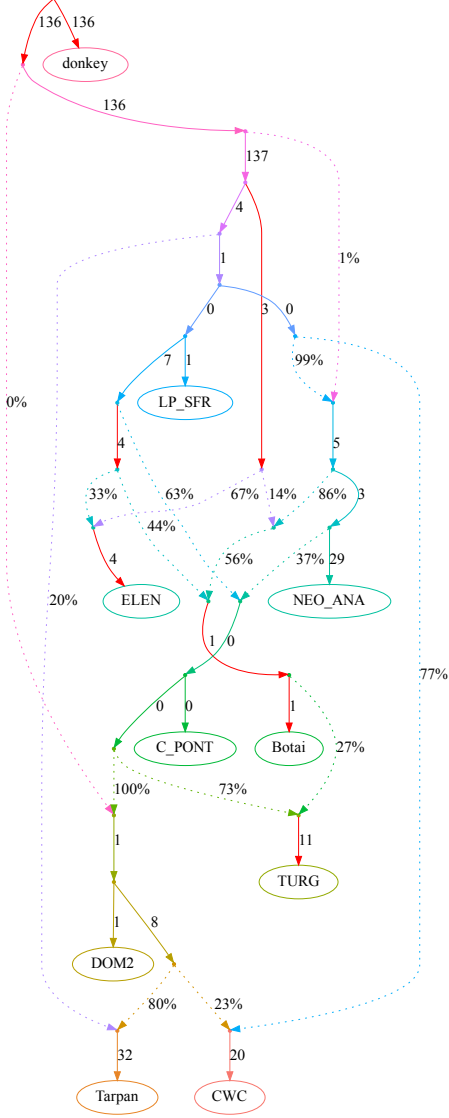 136 136
donkey
136
137
4
1
1%
0 3 0
7 1 99%
LP_SFR
0%
4 5
33% 63% 67% 14% 86% 3
44%
56% 37% 29
4
ELEN NEO_ANA
20%
1 0
77%
0 0 1 27%
C_PONT Botai
100% 73%
1 11
TURG
1 8
DOM2
80% 23%
32 20
Tarpan CWC